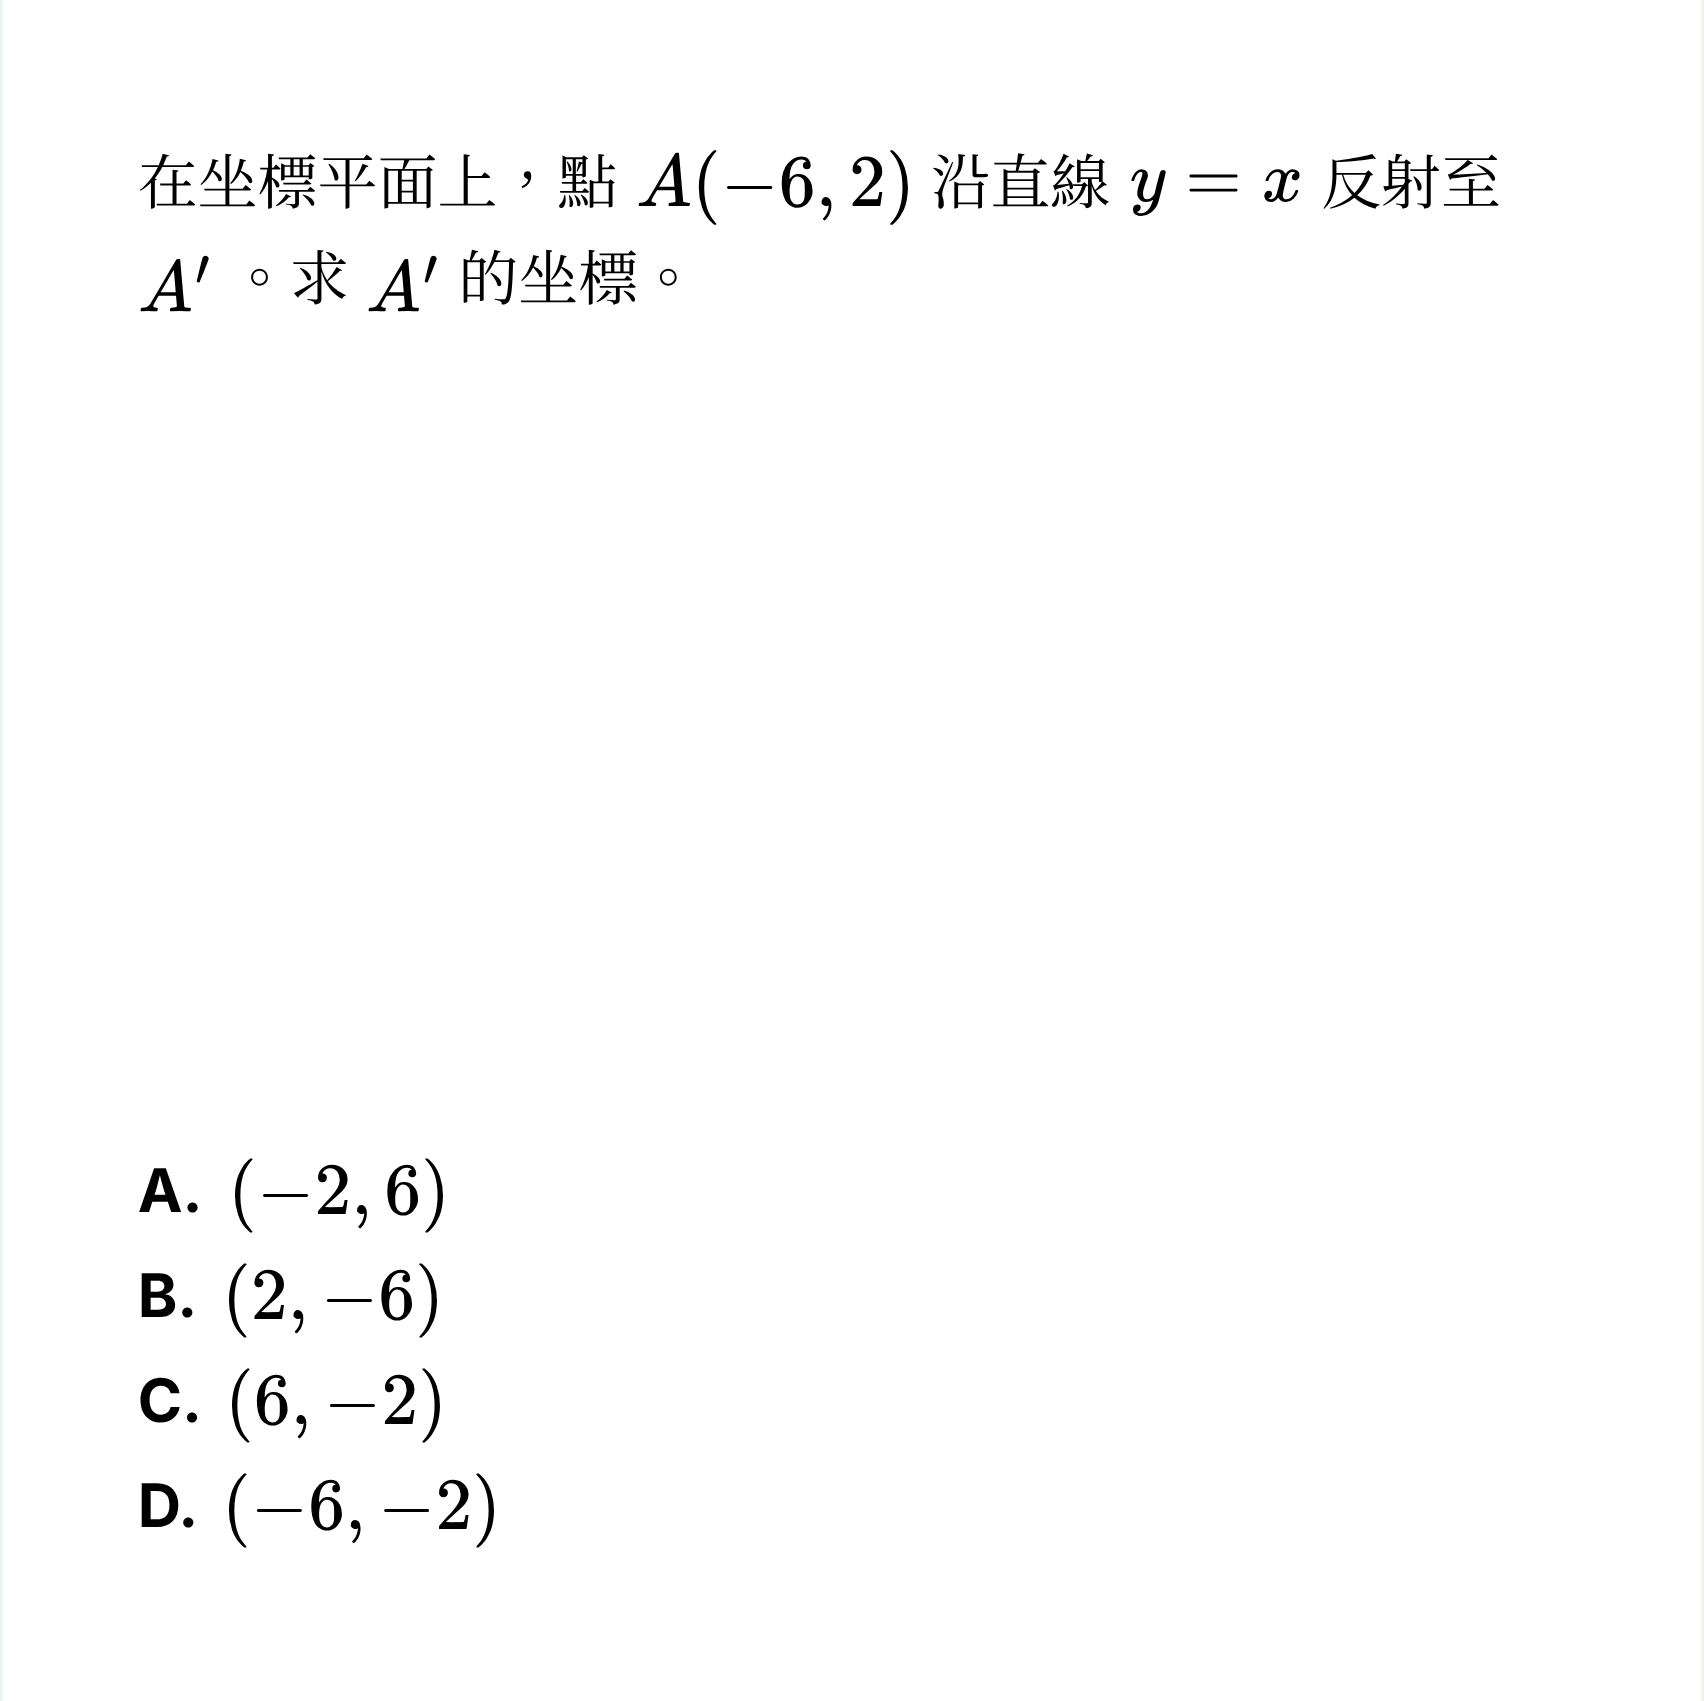 在坐標平面上，點 A(−6, 2) 沿直線 y = x 反射至
A′ 。求 A′ 的坐標。
A. (−2, 6)
B. (2, −6)
C. (6, −2)
D. (−6, −2)